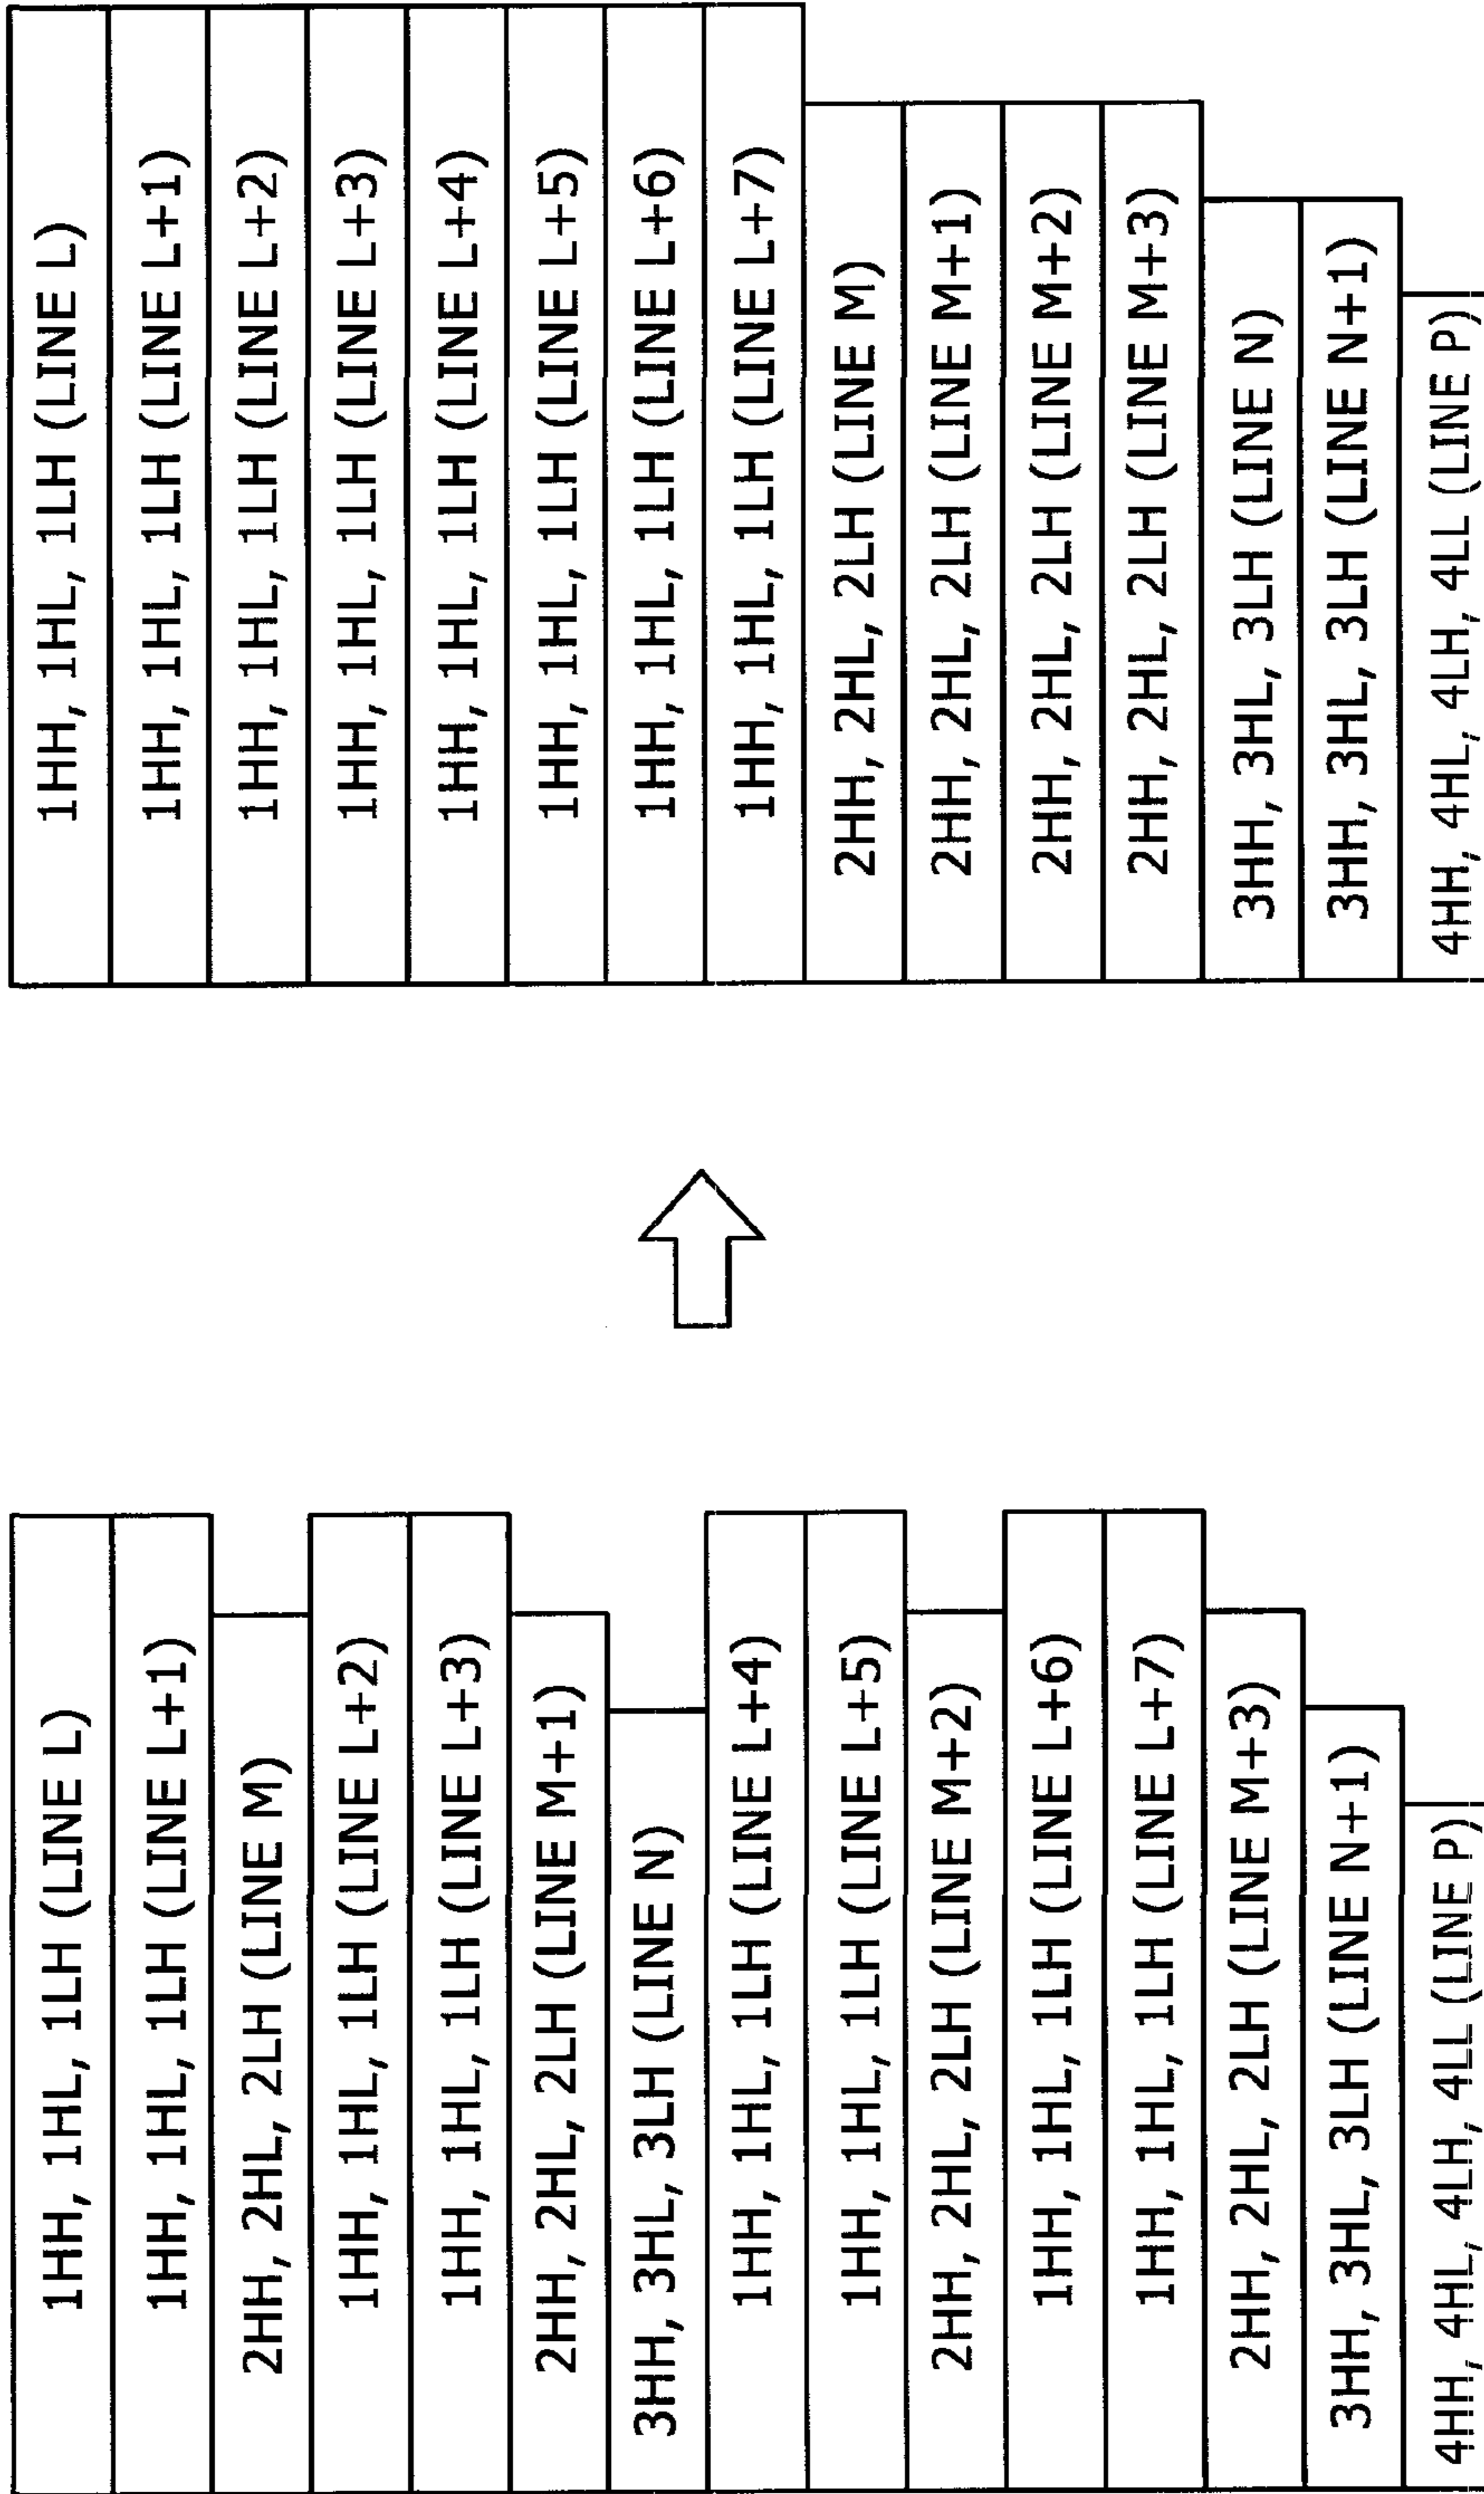 1HH, 1HL, 1LH (LINE L)
1HH, 1HL, 1LH (LINE L+1)
2HH, 2HL, 2LH (LINE M)
1HH, 1HL, 1LH (LINE L+2)
1HH, 1HL, 1LH (LINE L+3)
2HH, 2HL, 2LH (LINE M+1)
3HH, 3HL, 3LH (LINE N)
1HH, 1HL, 1LH (LINE L+4)
1HH, 1HL, 1LH (LINE L+5)
2HH, 2HL, 2LH (LINE M+2)
1HH, 1HL, 1LH (LINE L+6)
1HH, 1HL, 1LH (LINE L+7)
2HH, 2HL, 2LH (LINE M+3)
3HH, 3HL, 3LH (LINE N+1)
4HH, 4HL, 4LH, 4LL (LINE P)
1HH, 1HL, 1LH (LINE L)
1HH, 1HL, 1LH (LINE L+1)
1HH, 1HL, 1LH (LINE L+2)
1HH, 1HL, 1LH (LINE L+3)
1HH, 1HL, 1LH (LINE L+4)
1HH, 1HL, 1LH (LINE L+5)
1HH, 1HL, 1LH (LINE L+6)
1HH, 1HL, 1LH (LINE L+7)
2HH, 2HL, 2LH (LINE M)
2HH, 2HL, 2LH (LINE M+1)
2HH, 2HL, 2LH (LINE M+2)
2HH, 2HL, 2LH (LINE M+3)
3HH, 3HL, 3LH (LINE N)
3HH, 3HL, 3LH (LINE N+1)
4HH, 4HL, 4LH, 4LL (LINE P)